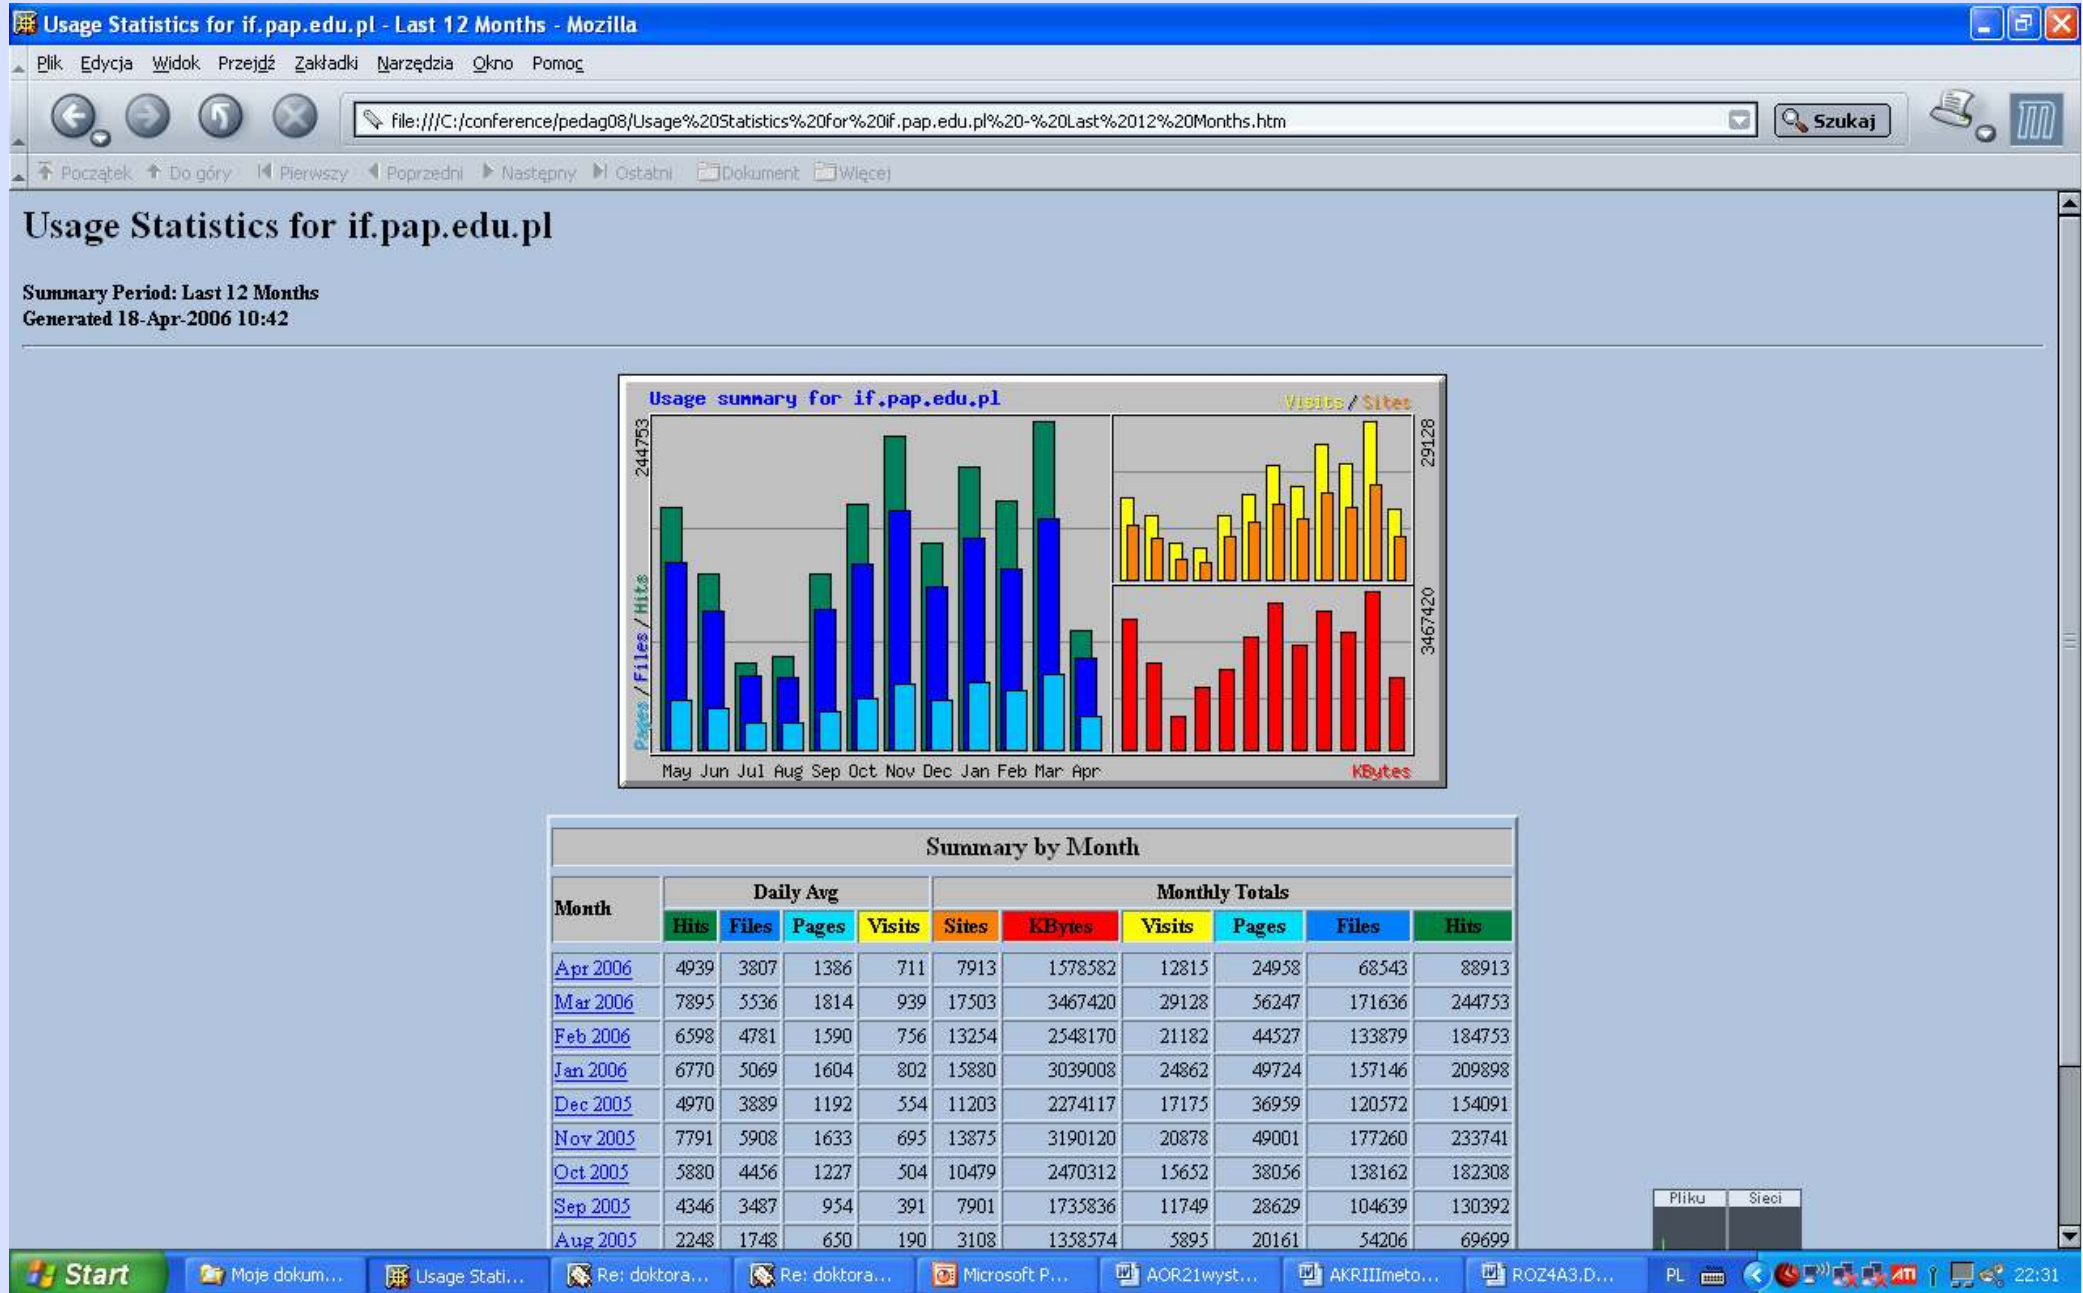 Usage Statistics for if.pap.edu.pl - Last 12 Months - Mozilla
Plik Edycja Widok Przejdź Zakładki Narzędzia Okno Pomoc
file:///C:/conference/pedag08/Usage%20Statistics%20for%20if.pap.edu.pl%20-%20Last%2012%20Months.htm Szukaj
Początek Do góry Pierwszy Poprzedni Następny Ostatni Dokument Więcej
Usage Statistics for if.pap.edu.pl
Summary Period: Last 12 Months
Generated 18-Apr-2006 10:42
Usage summary for if.pap.edu.pl Visits / Sites
244753
29128
Pages / Files / Hits
3467420
May Jun Jul Aug Sep Oct Nov Dec Jan Feb Mar Apr KBytes
Summary by Month
Month Daily Avg Monthly Totals
Hits Files Pages Visits Sites KBytes Visits Pages Files Hits
Apr 2006 4939 3807 1386 711 7913 1578582 12815 24958 68543 88913
Mar 2006 7895 5536 1814 939 17503 3467420 29128 56247 171636 244753
Feb 2006 6598 4781 1590 756 13254 2548170 21182 44527 133879 184753
Jan 2006 6770 5069 1604 802 15880 3039008 24862 49724 157146 209898
Dec 2005 4970 3889 1192 554 11203 2274117 17175 36959 120572 154091
Nov 2005 7791 5908 1633 695 13875 3190120 20878 49001 177260 233741
Oct 2005 5880 4456 1227 504 10479 2470312 15652 38056 138162 182308
Sep 2005 4346 3487 954 391 7901 1735836 11749 28629 104639 130392
Aug 2005 2248 1748 650 190 3108 1358574 5895 20161 54206 69699
Pliku Sieci
Start Moje dokum... Usage Stati... Re: doktora... Re: doktora... Microsoft P... AOR21wyst... AKRIIImeto... ROZ4A3.D... PL ATI 22:31